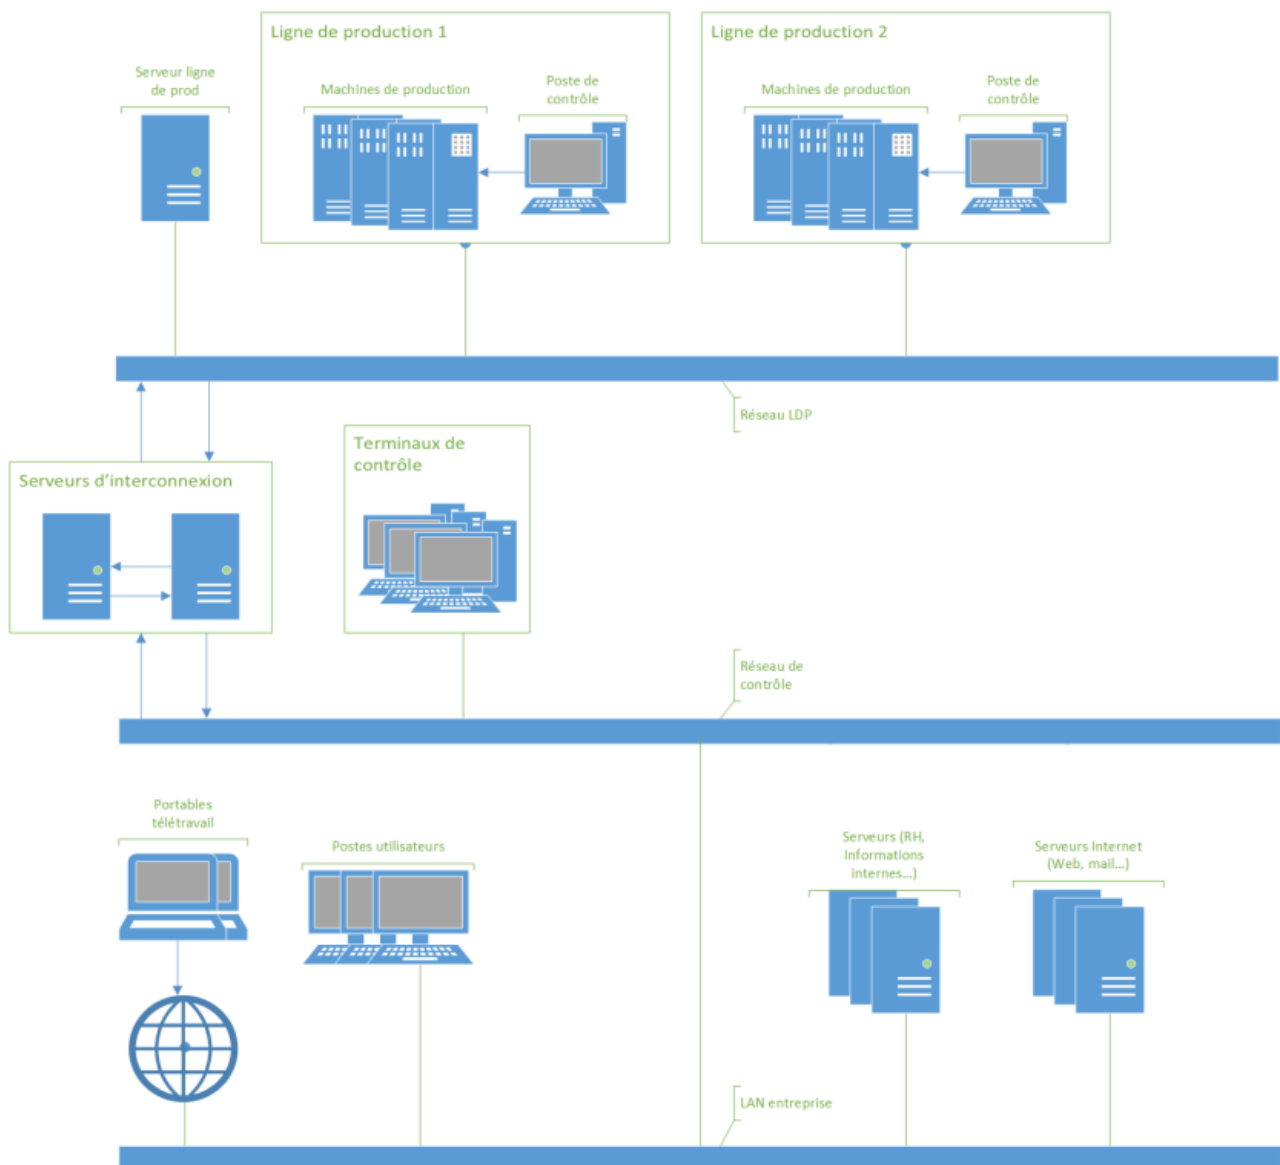 Ligne de production 1
Ligne de production 2
Serveur ligne
de prod
Machines de production
Poste de
contrôle
Machines de production
Poste de
contrôle
Réseau LDP
Terminaux de
contrôle
Serveurs d'interconnexion
Réseau de
contrôle
Portables
télétravail
Postes utilisateurs
Serveurs (RH,
Informations
internes...)
Serveurs Internet
(Web, mail...)
LAN entreprise